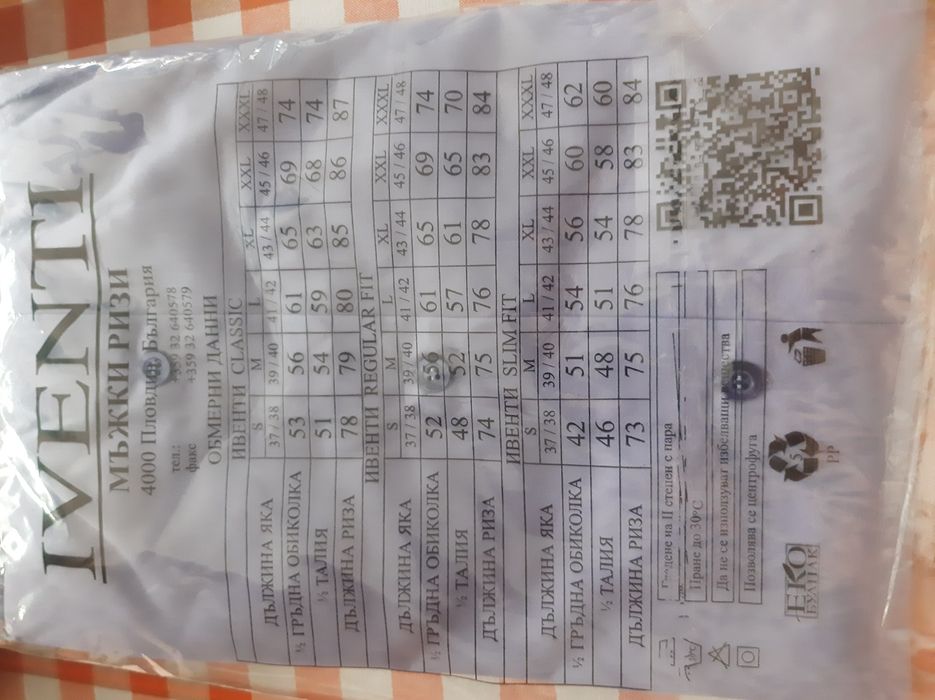 IVENTI
МЪЖКИ РИЗИ
4000 Пловдив, България
тел.: +359 32 640578
факс +359 32 640579
ОБМЕРНИ ДАННИ
ИВЕНТИ CLASSIC
S M L XL XXL XXXL
ДЪЛЖИНА ЯКА 37 / 38 39 / 40 41 / 42 43 / 44 45 / 46 47 / 48
½ ГРЪДНА ОБИКОЛКА 53 56 61 65 69 74
½ ТАЛИЯ 51 54 59 63 68 74
ДЪЛЖИНА РИЗА 78 79 80 85 86 87
ИВЕНТИ REGULAR FIT
S M L XL XXL XXXL
ДЪЛЖИНА ЯКА 37 / 38 39 / 40 41 / 42 43 / 44 45 / 46 47 / 48
½ ГРЪДНА ОБИКОЛКА 52 56 61 65 69 74
½ ТАЛИЯ 48 52 57 61 65 70
ДЪЛЖИНА РИЗА 74 75 76 78 83 84
ИВЕНТИ SLIM FIT
S M L XL XXL XXXL
ДЪЛЖИНА ЯКА 37 / 38 39 / 40 41 / 42 43 / 44 45 / 46 47 / 48
½ ГРЪДНА ОБИКОЛКА 42 51 54 56 60 62
½ ТАЛИЯ 46 48 51 54 58 60
ДЪЛЖИНА РИЗА 73 75 76 78 83 84
Гладене на II степен с пара
Пране до 30°C
Да не се използват избелващи вещества
Позволява се центрофуга
ЕКО
БУЛПАК
5
PP